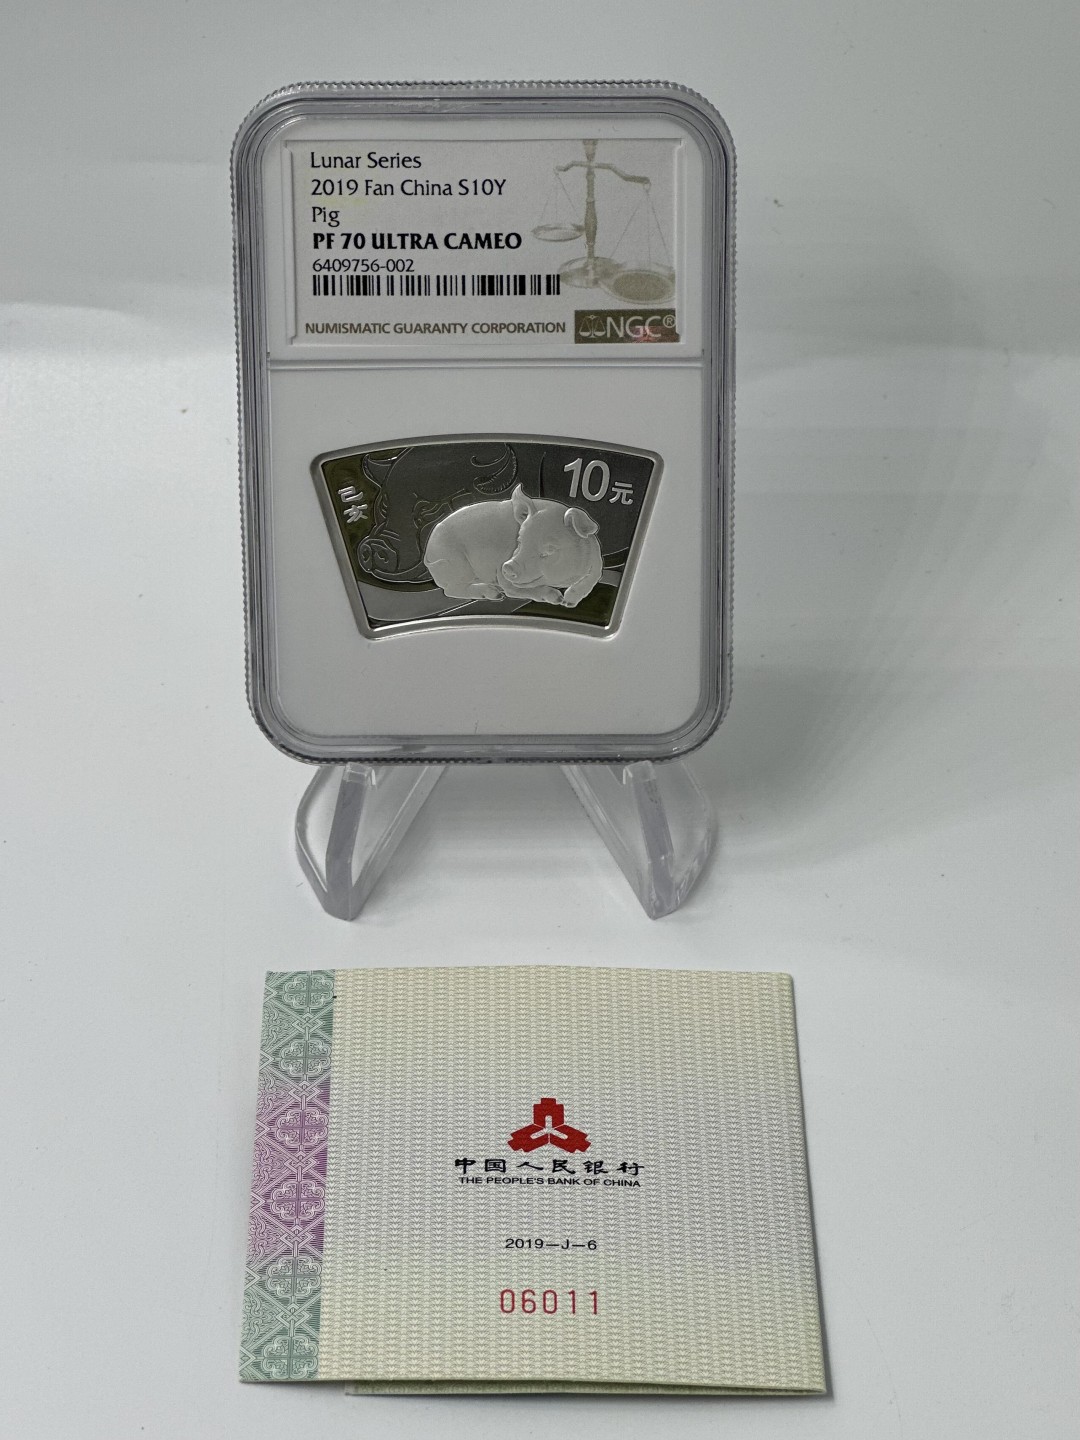 Lunar Series
2019 Fan China S10Y
Pig
PF 70 ULTRA CAMEO
6409756-002
NUMISMATIC GUARANTY CORPORATION
NGC®
10元
己亥
中国人民银行
THE PEOPLE'S BANK OF CHINA
2019—J—6
06011